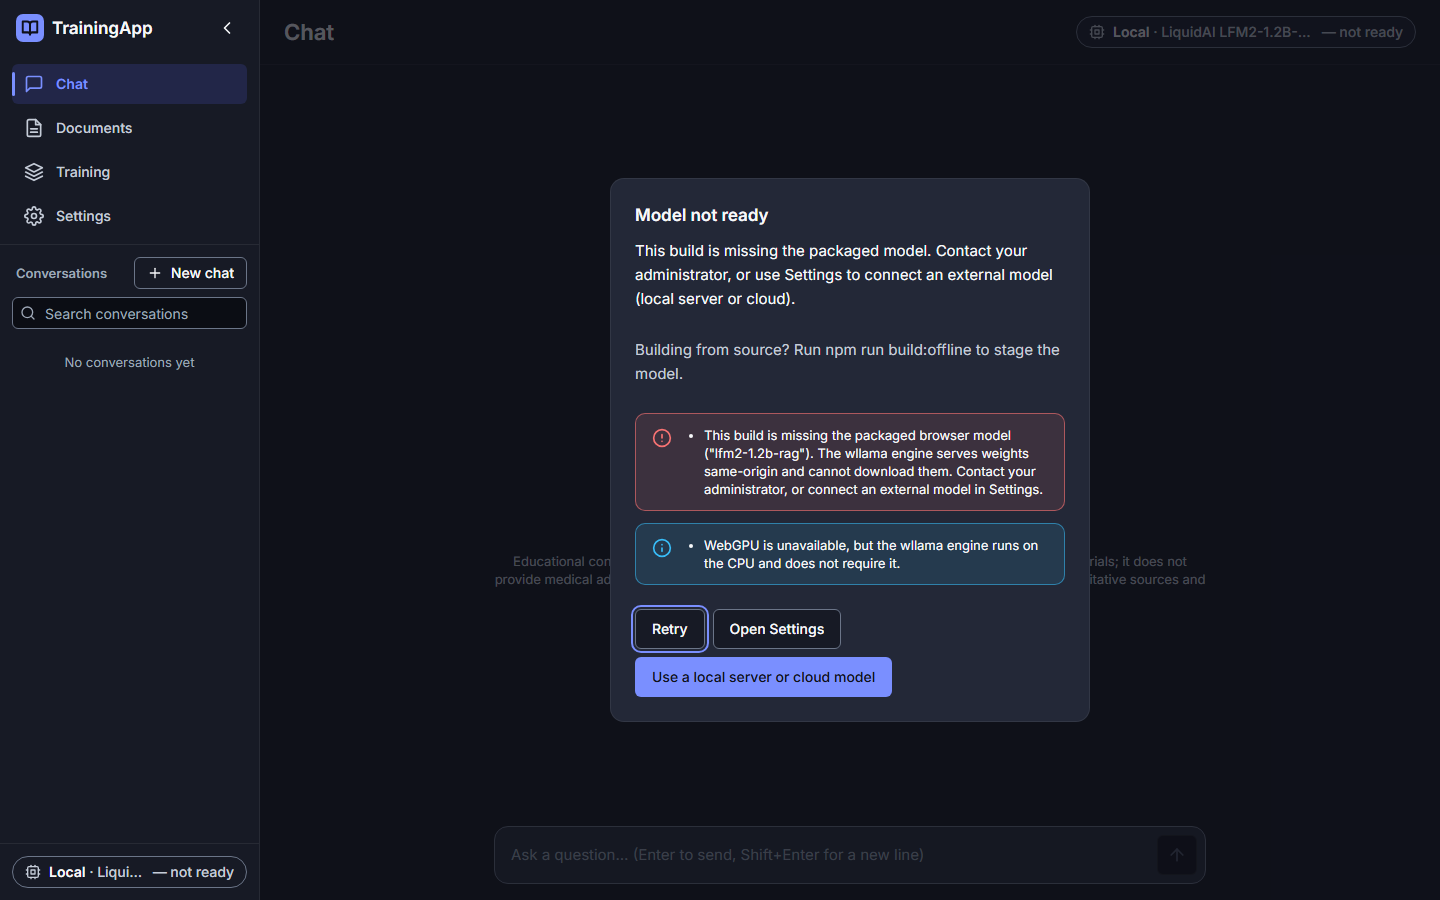 TrainingApp
Chat
Documents
Training
Settings
Conversations
New chat
Search conversations
No conversations yet
Local · Liqui... — not ready
Chat
Local · LiquidAI LFM2-1.2B-... — not ready
Model not ready
This build is missing the packaged model. Contact your
administrator, or use Settings to connect an external model
(local server or cloud).
Building from source? Run npm run build:offline to stage the
model.
• This build is missing the packaged browser model
("lfm2-1.2b-rag"). The wllama engine serves weights
same-origin and cannot download them. Contact your
administrator, or connect an external model in Settings.
• WebGPU is unavailable, but the wllama engine runs on
the CPU and does not require it.
Retry
Open Settings
Use a local server or cloud model
Educational con
rials; it does not
provide medical ad
itative sources and
Ask a question... (Enter to send, Shift+Enter for a new line)